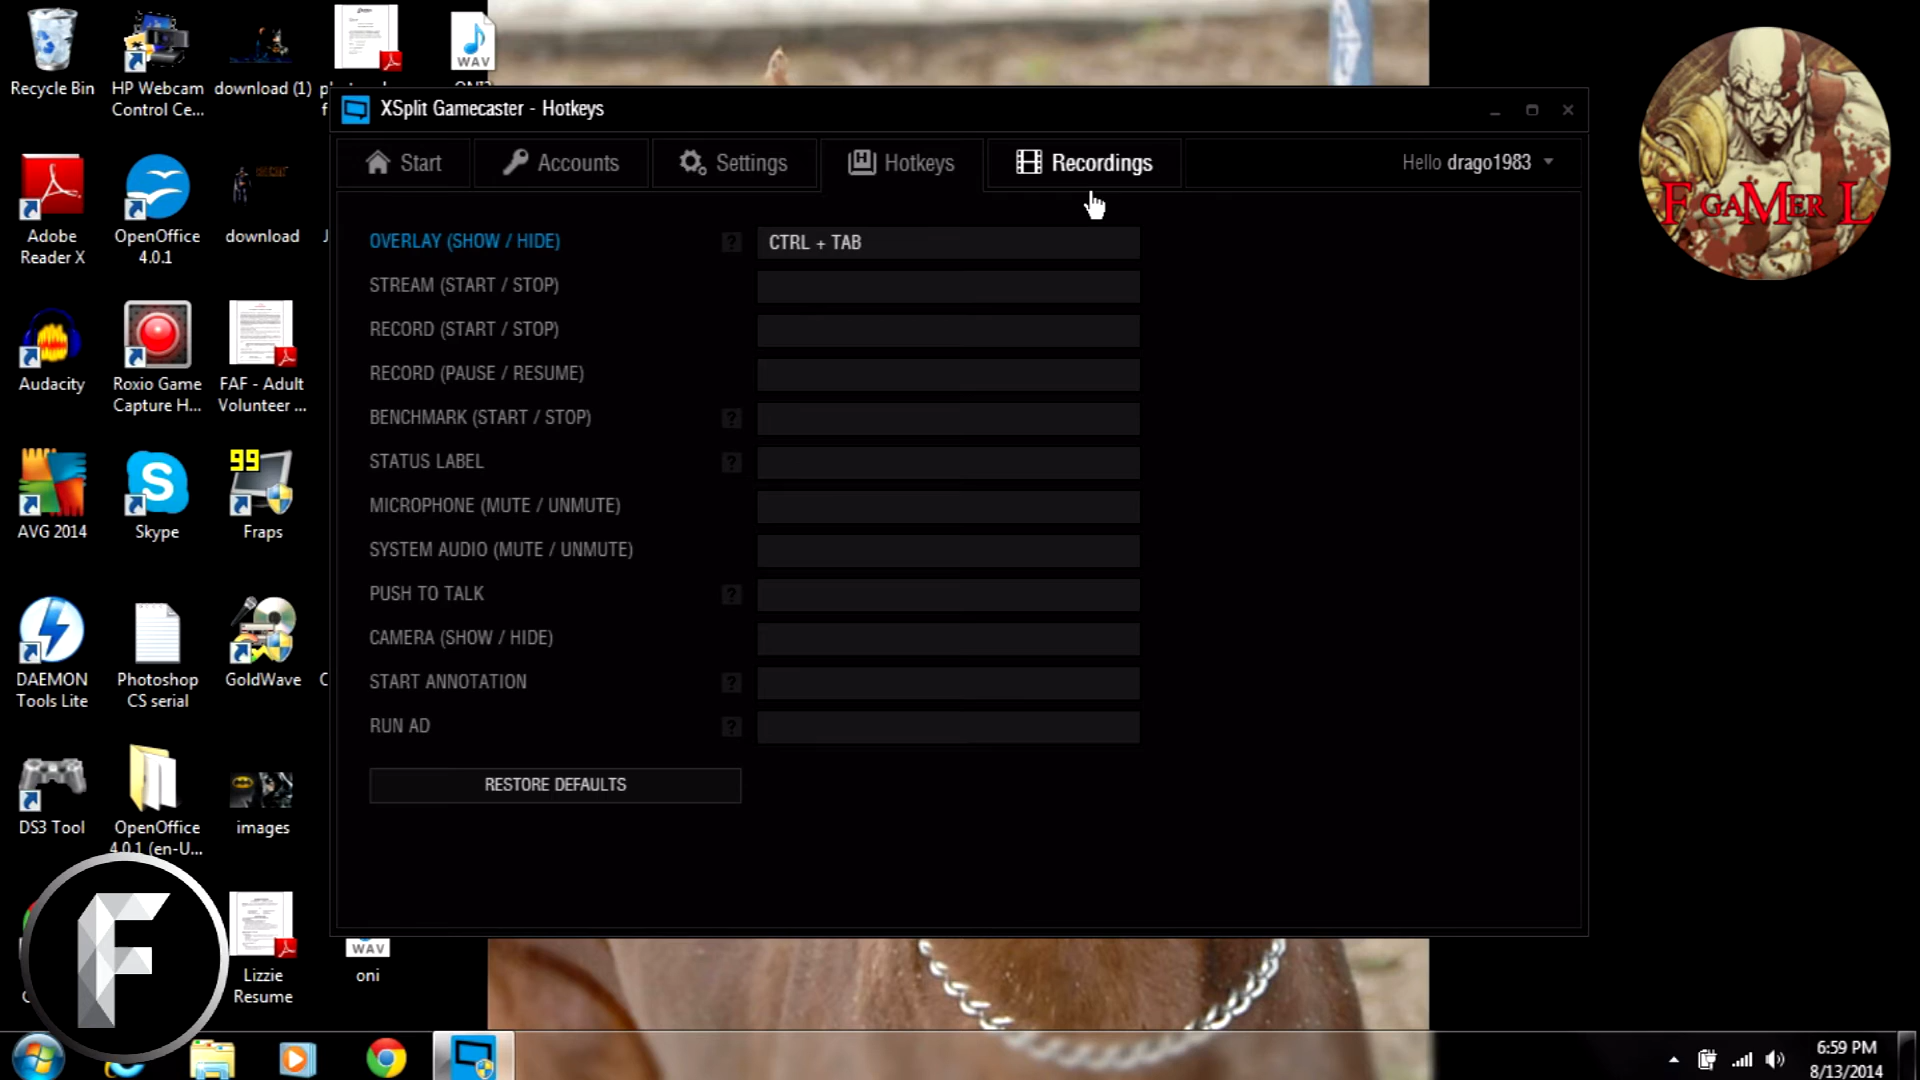 Recycle Bin
HP Webcam
Control Ce...
download (1)
WAV
Adobe
Reader X
OpenOffice
4.0.1
download
Audacity
Roxio Game
Capture H...
FAF - Adult
Volunteer ...
AVG 2014
Skype
99
Fraps
DAEMON
Tools Lite
Photoshop
CS serial
GoldWave
DS3 Tool
OpenOffice
4.0.1 (en-U...
images
F
Lizzie
Resume
WAV
oni
XSplit Gamecaster - Hotkeys
Start
Accounts
Settings
H
Hotkeys
Recordings
Hello drago1983
OVERLAY (SHOW / HIDE)
?
CTRL + TAB
STREAM (START / STOP)
RECORD (START / STOP)
RECORD (PAUSE / RESUME)
BENCHMARK (START / STOP)
?
STATUS LABEL
?
MICROPHONE (MUTE / UNMUTE)
SYSTEM AUDIO (MUTE / UNMUTE)
PUSH TO TALK
?
CAMERA (SHOW / HIDE)
START ANNOTATION
?
RUN AD
?
RESTORE DEFAULTS
F GAMER L
6:59 PM
8/13/2014